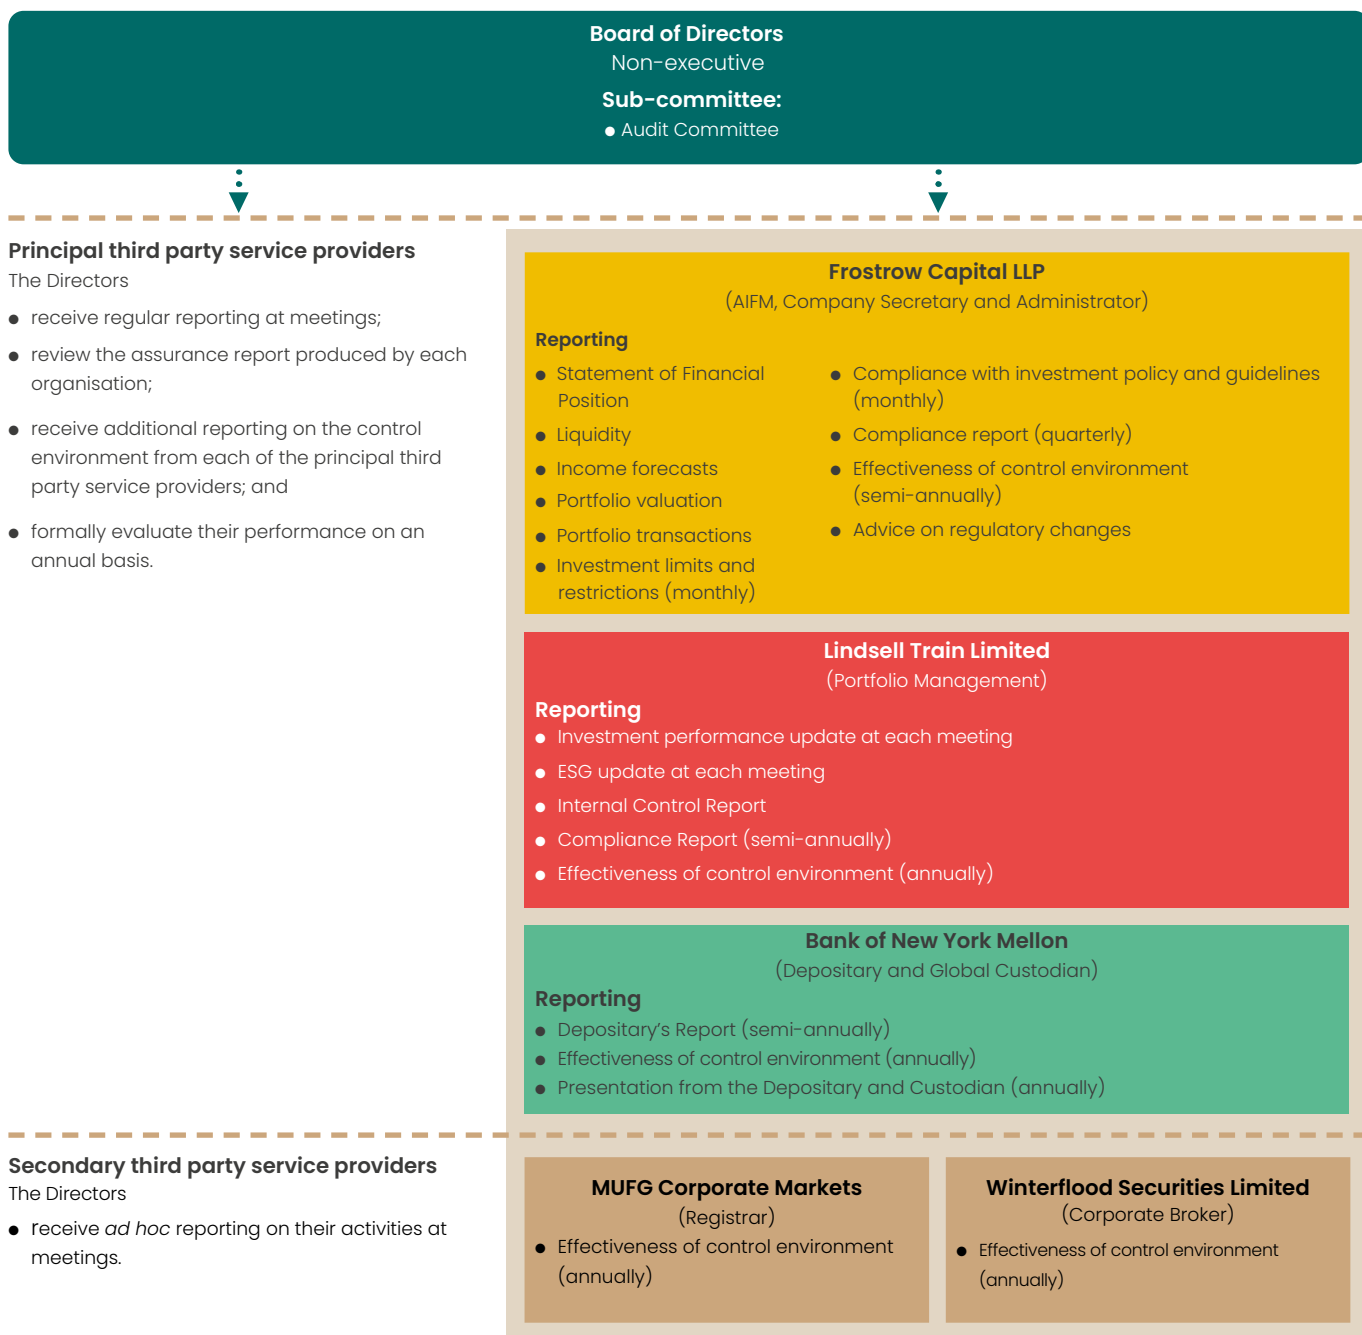 Board of Directors
Non-executive
Sub-committee:
● Audit Committee
Principal third party service providers
The Directors
● receive regular reporting at meetings;
● review the assurance report produced by each
organisation;
● receive additional reporting on the control
environment from each of the principal third
party service providers; and
● formally evaluate their performance on an
annual basis.
Frostrow Capital LLP
(AIFM, Company Secretary and Administrator)
Reporting
● Statement of Financial
Position
● Liquidity
● Income forecasts
● Portfolio valuation
● Portfolio transactions
● Investment limits and
restrictions (monthly)
● Compliance with investment policy and guidelines
(monthly)
● Compliance report (quarterly)
● Effectiveness of control environment
(semi-annually)
● Advice on regulatory changes
Lindsell Train Limited
(Portfolio Management)
Reporting
● Investment performance update at each meeting
● ESG update at each meeting
● Internal Control Report
● Compliance Report (semi-annually)
● Effectiveness of control environment (annually)
Bank of New York Mellon
(Depositary and Global Custodian)
Reporting
● Depositary's Report (semi-annually)
● Effectiveness of control environment (annually)
● Presentation from the Depositary and Custodian (annually)
Secondary third party service providers
The Directors
● receive ad hoc reporting on their activities at
meetings.
MUFG Corporate Markets
(Registrar)
● Effectiveness of control environment
(annually)
Winterflood Securities Limited
(Corporate Broker)
● Effectiveness of control environment
(annually)